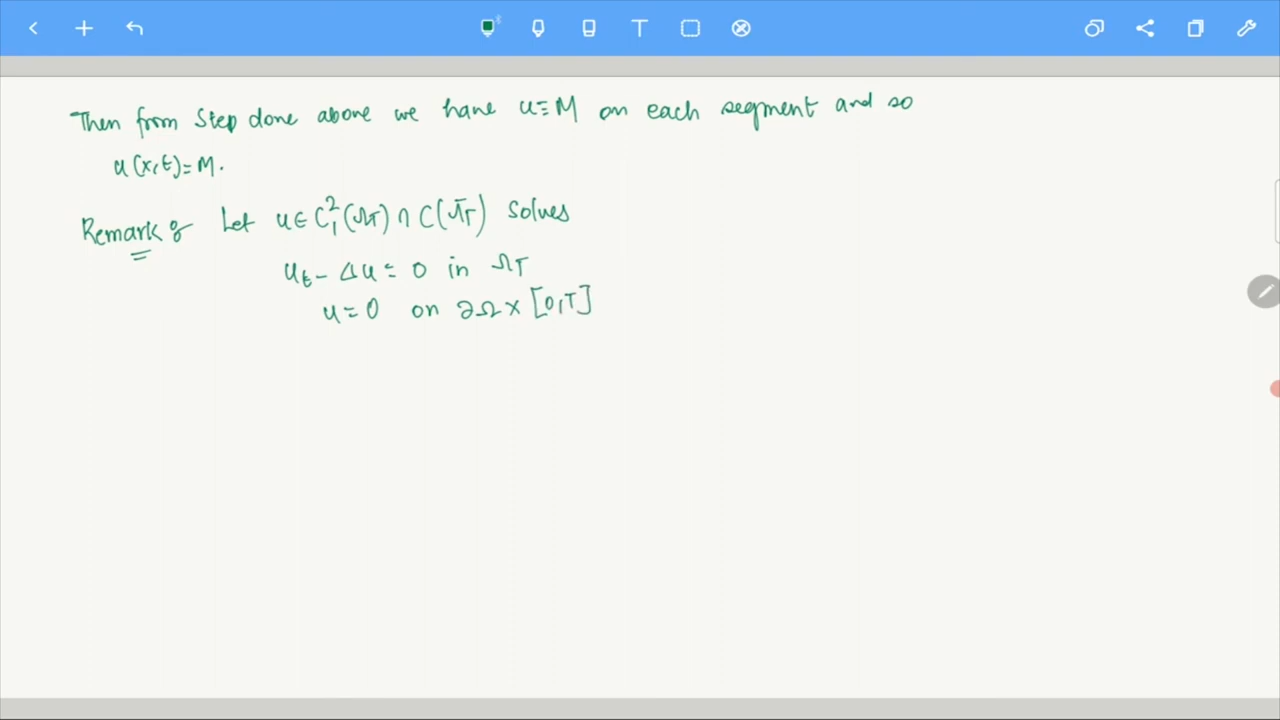 Then from Step done above we have u≡M on each segment and so
u(x,t)=M.
Remark: Let u∈C₁²(Ω_T)∩C(Ω̅_T) solves
u_t-Δu=0 in Ω_T
u=0 on ∂Ω×[0,T]